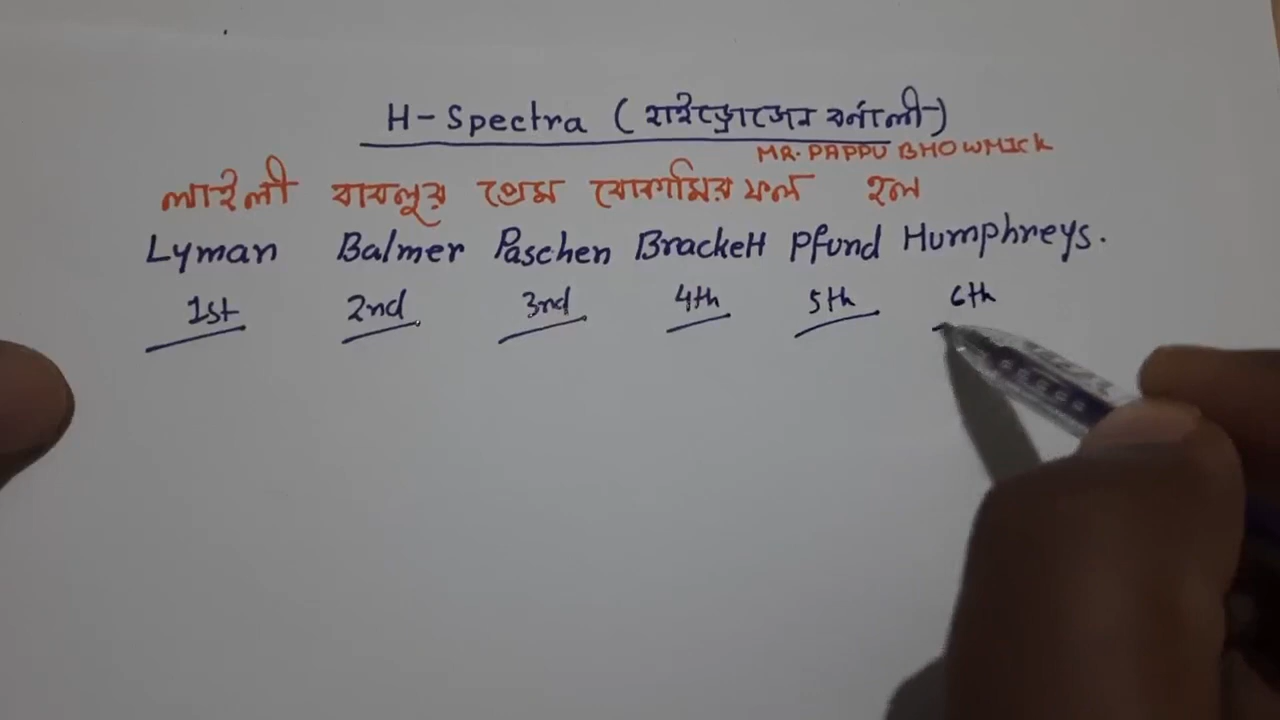 H-Spectra (হাইড্রোজেন বর্নালী)
MR. PAPPU BHOWMICK
লাইলী বাবলুর প্রেম বোকামির ফল হল
Lyman Balmer Paschen Brackett Pfund Humphreys.
1st 2nd 3nd 4th 5th 6th